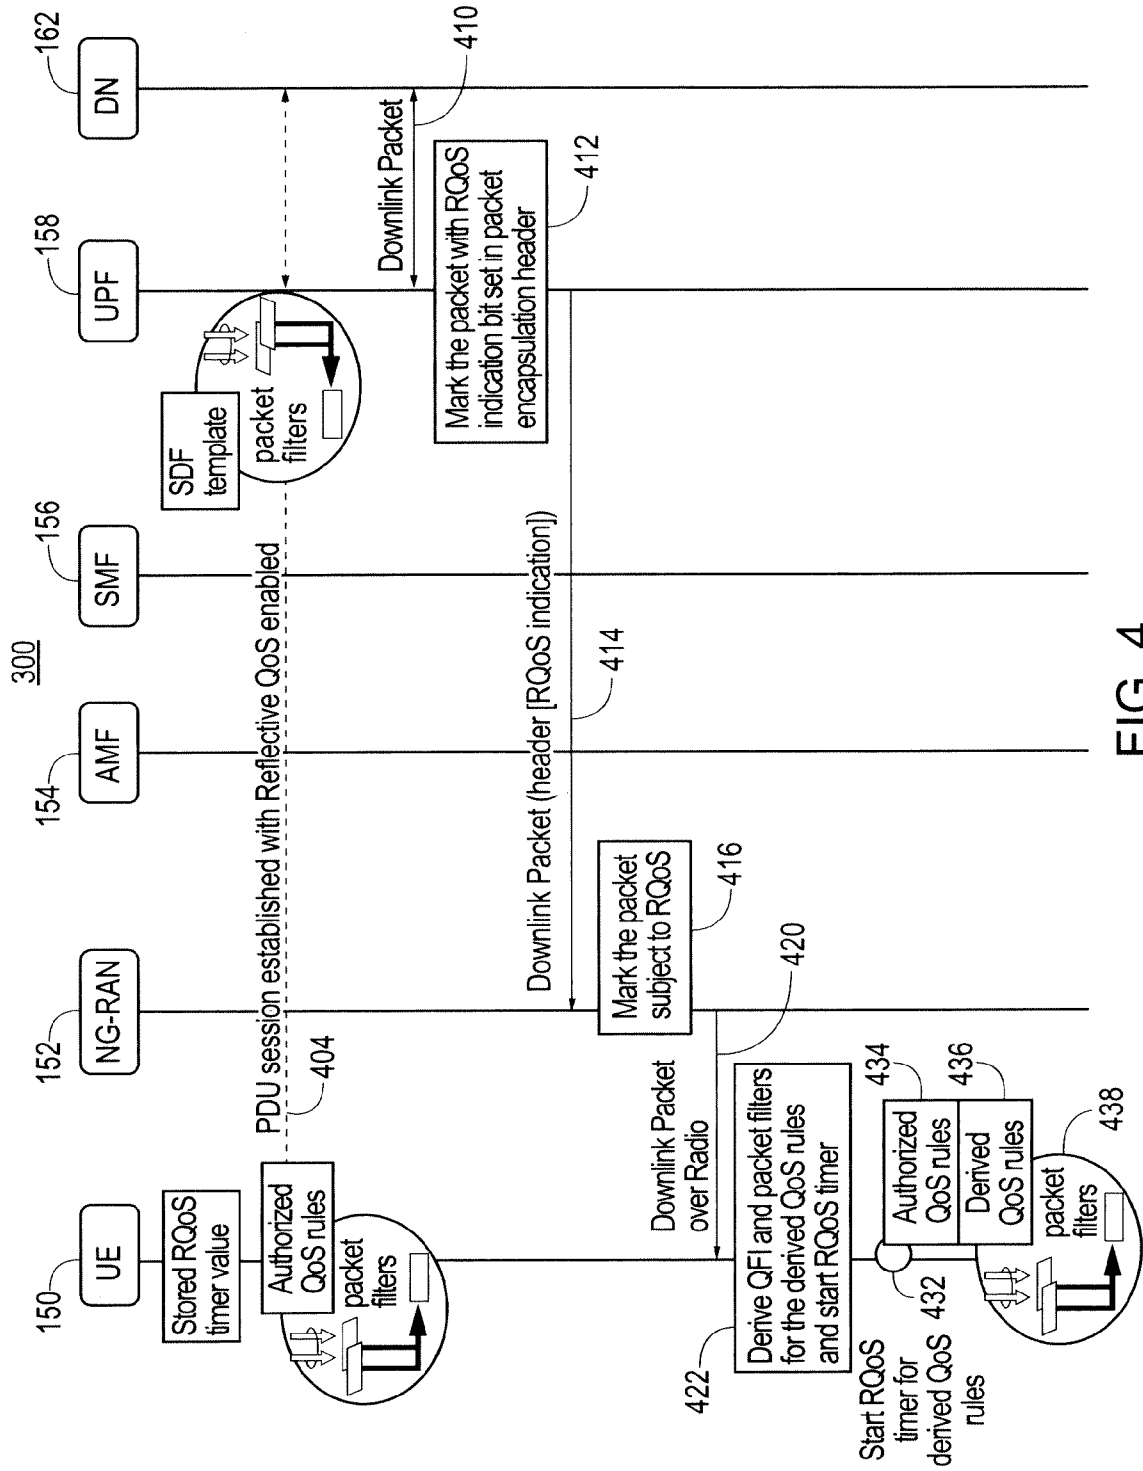 300
150
152
154
156
158
162
UE
NG-RAN
AMF
SMF
UPF
DN
Stored RQoS
timer value
SDF
template
Authorized
QoS rules
packet
filters
PDU session established with Reflective QoS enabled
404
packet
filters
Downlink Packet
410
Mark the packet with RQoS
indication bit set in packet
encapsulation header
412
Downlink Packet (header [RQoS indication])
414
Mark the packet
subject to RQoS
416
Downlink Packet
over Radio
420
Derive QFI and packet filters
for the derived QoS rules
and start RQoS timer
422
Start RQoS
timer for
derived QoS
rules
432
Authorized
QoS rules
434
Derived
QoS rules
436
packet
filters
438
FIG. 4